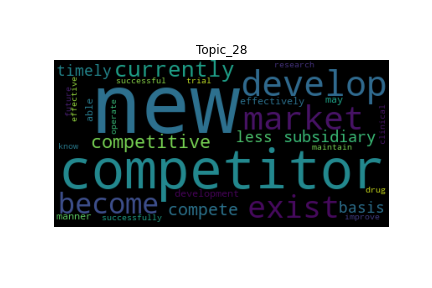 Topic_28
research
timely currently successful trial
new develop
future effective able operate effectively may
market clinical
competitive less subsidiary
know maintain
competitor
drug
become development exist basis
compete
manner successfully improve